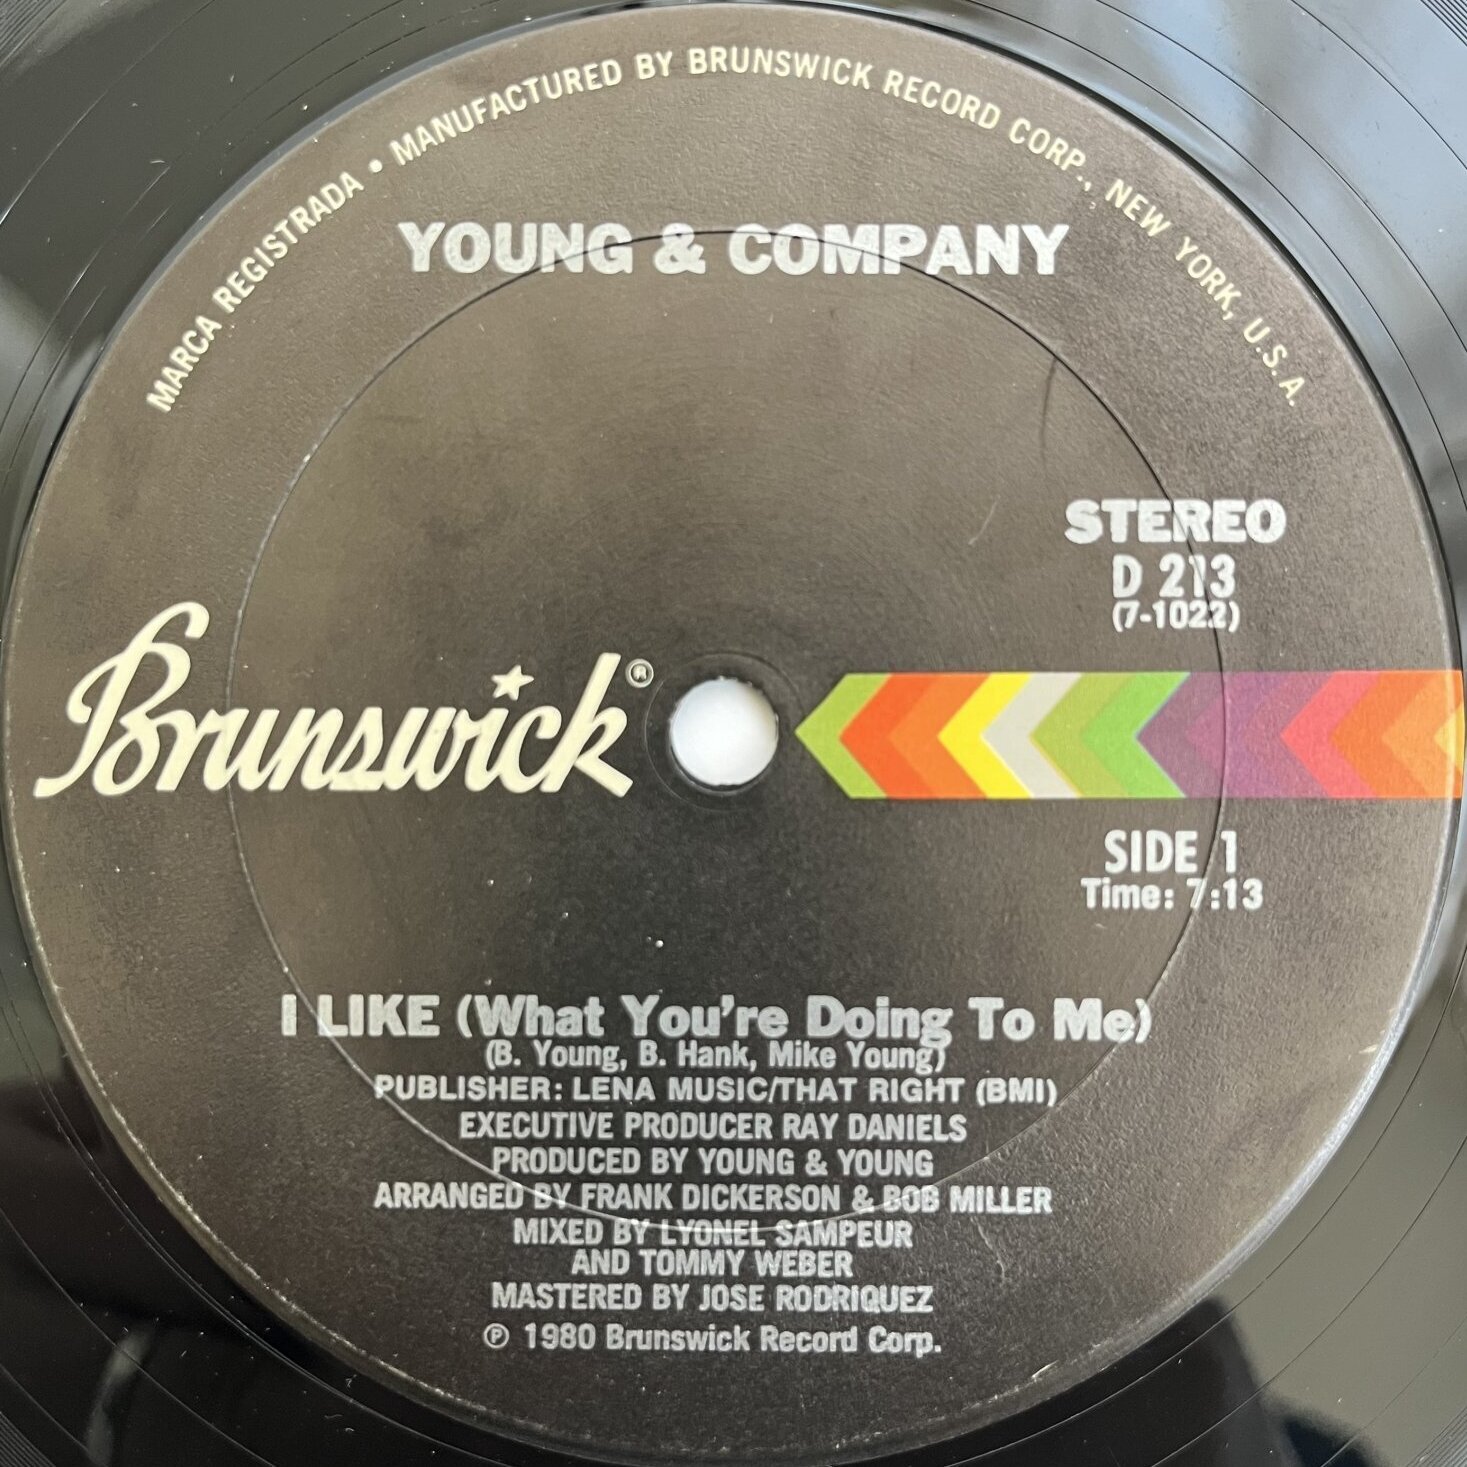 MARCA REGISTRADA • MANUFACTURED BY BRUNSWICK RECORD CORP., NEW YORK, U.S.A.
YOUNG & COMPANY
STEREO
D 213
(7-1022)
Brunswick®
SIDE 1
Time: 7:13
I LIKE (What You're Doing To Me)
(B. Young, B. Hank, Mike Young)
PUBLISHER: LENA MUSIC/THAT RIGHT (BMI)
EXECUTIVE PRODUCER RAY DANIELS
PRODUCED BY YOUNG & YOUNG
ARRANGED BY FRANK DICKERSON & BOB MILLER
MIXED BY LYONEL SAMPEUR
AND TOMMY WEBER
MASTERED BY JOSE RODRIQUEZ
℗ 1980 Brunswick Record Corp.